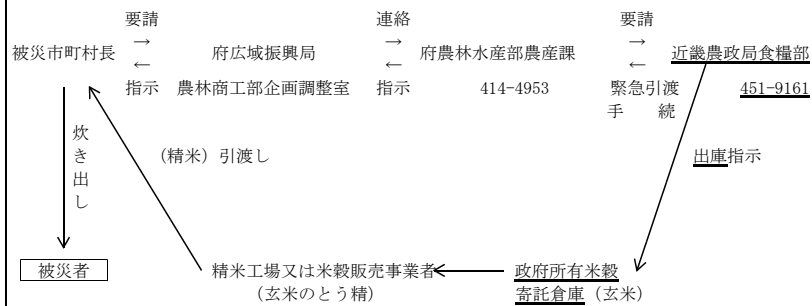 要請 連絡 要請
被災市町村長 → 府広域振興局 → 府農林水産部農産課 → 近畿農政局食糧部
← ← ←
指示 農林商工部企画調整室 指示 414-4953 緊急引渡 451-9161
手 続
炊き出し (精米)引渡し 出庫指示
被災者 精米工場又は米穀販売事業者 政府所有米穀
(玄米のとう精) 寄託倉庫(玄米)